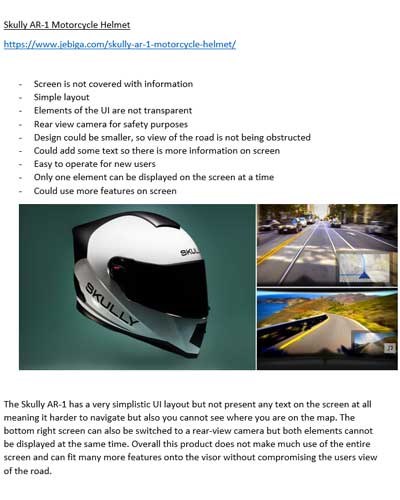 Skully AR-1 Motorcycle Helmet
https://www.jebiga.com/skully-ar-1-motorcycle-helmet/
- Screen is not covered with information
- Simple layout
- Elements of the UI are not transparent
- Rear view camera for safety purposes
- Design could be smaller, so view of the road is not being obstructed
- Could add some text so there is more information on screen
- Easy to operate for new users
- Only one element can be displayed on the screen at a time
- Could use more features on screen
SKULLY
SKULLY
The Skully AR-1 has a very simplistic UI layout but not present any text on the screen at all
meaning it harder to navigate but also you cannot see where you are on the map. The
bottom right screen can also be switched to a rear-view camera but both elements cannot
be displayed at the same time. Overall this product does not make much use of the entire
screen and can fit many more features onto the visor without compromising the users view
of the road.